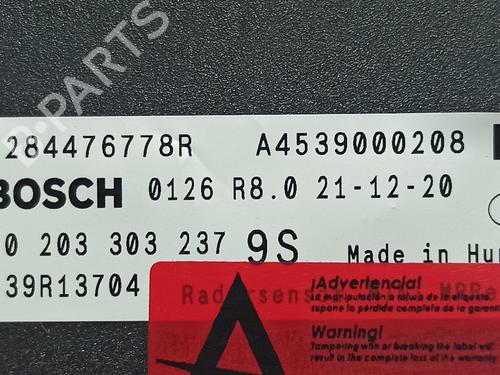 B-PARTS
284476778R A4539000208
BOSCH 0126 R8.0 21-12-20
0 203 303 237 9S Made in Hun
39R13704 Radarsens MRRe
¡Advertencia!
La manipulación o rotura de la etiqueta
supone la pérdida completa de la garantía
Warning!
Tampering with or breaking the label will
result in the complete loss of the warranty